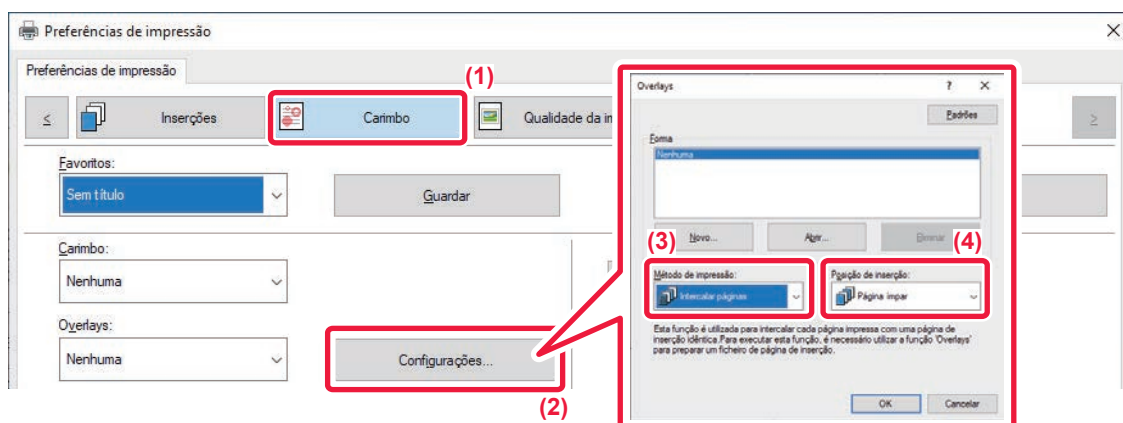 Preferências de impressão
Preferências de impressão
(1)
< Inserções Carimbo Qualidade da in >
Favoritos:
Sem título Guardar
Carimbo:
Nenhuma
Overlays:
Nenhuma Configurações...
(2)
Overlays ? ×
Padrões
Forma
Nenhuma
Novo... Abrir... Eliminar
(3) (4)
Método de impressão: Posição de inserção:
Intercalar páginas Página ímpar
Esta função é utilizada para intercalar cada página impressa com uma página de
inserção idêntica.Para executar esta função, é necessário utilizar a função 'Overlays'
para preparar um ficheiro de página de inserção.
OK Cancelar